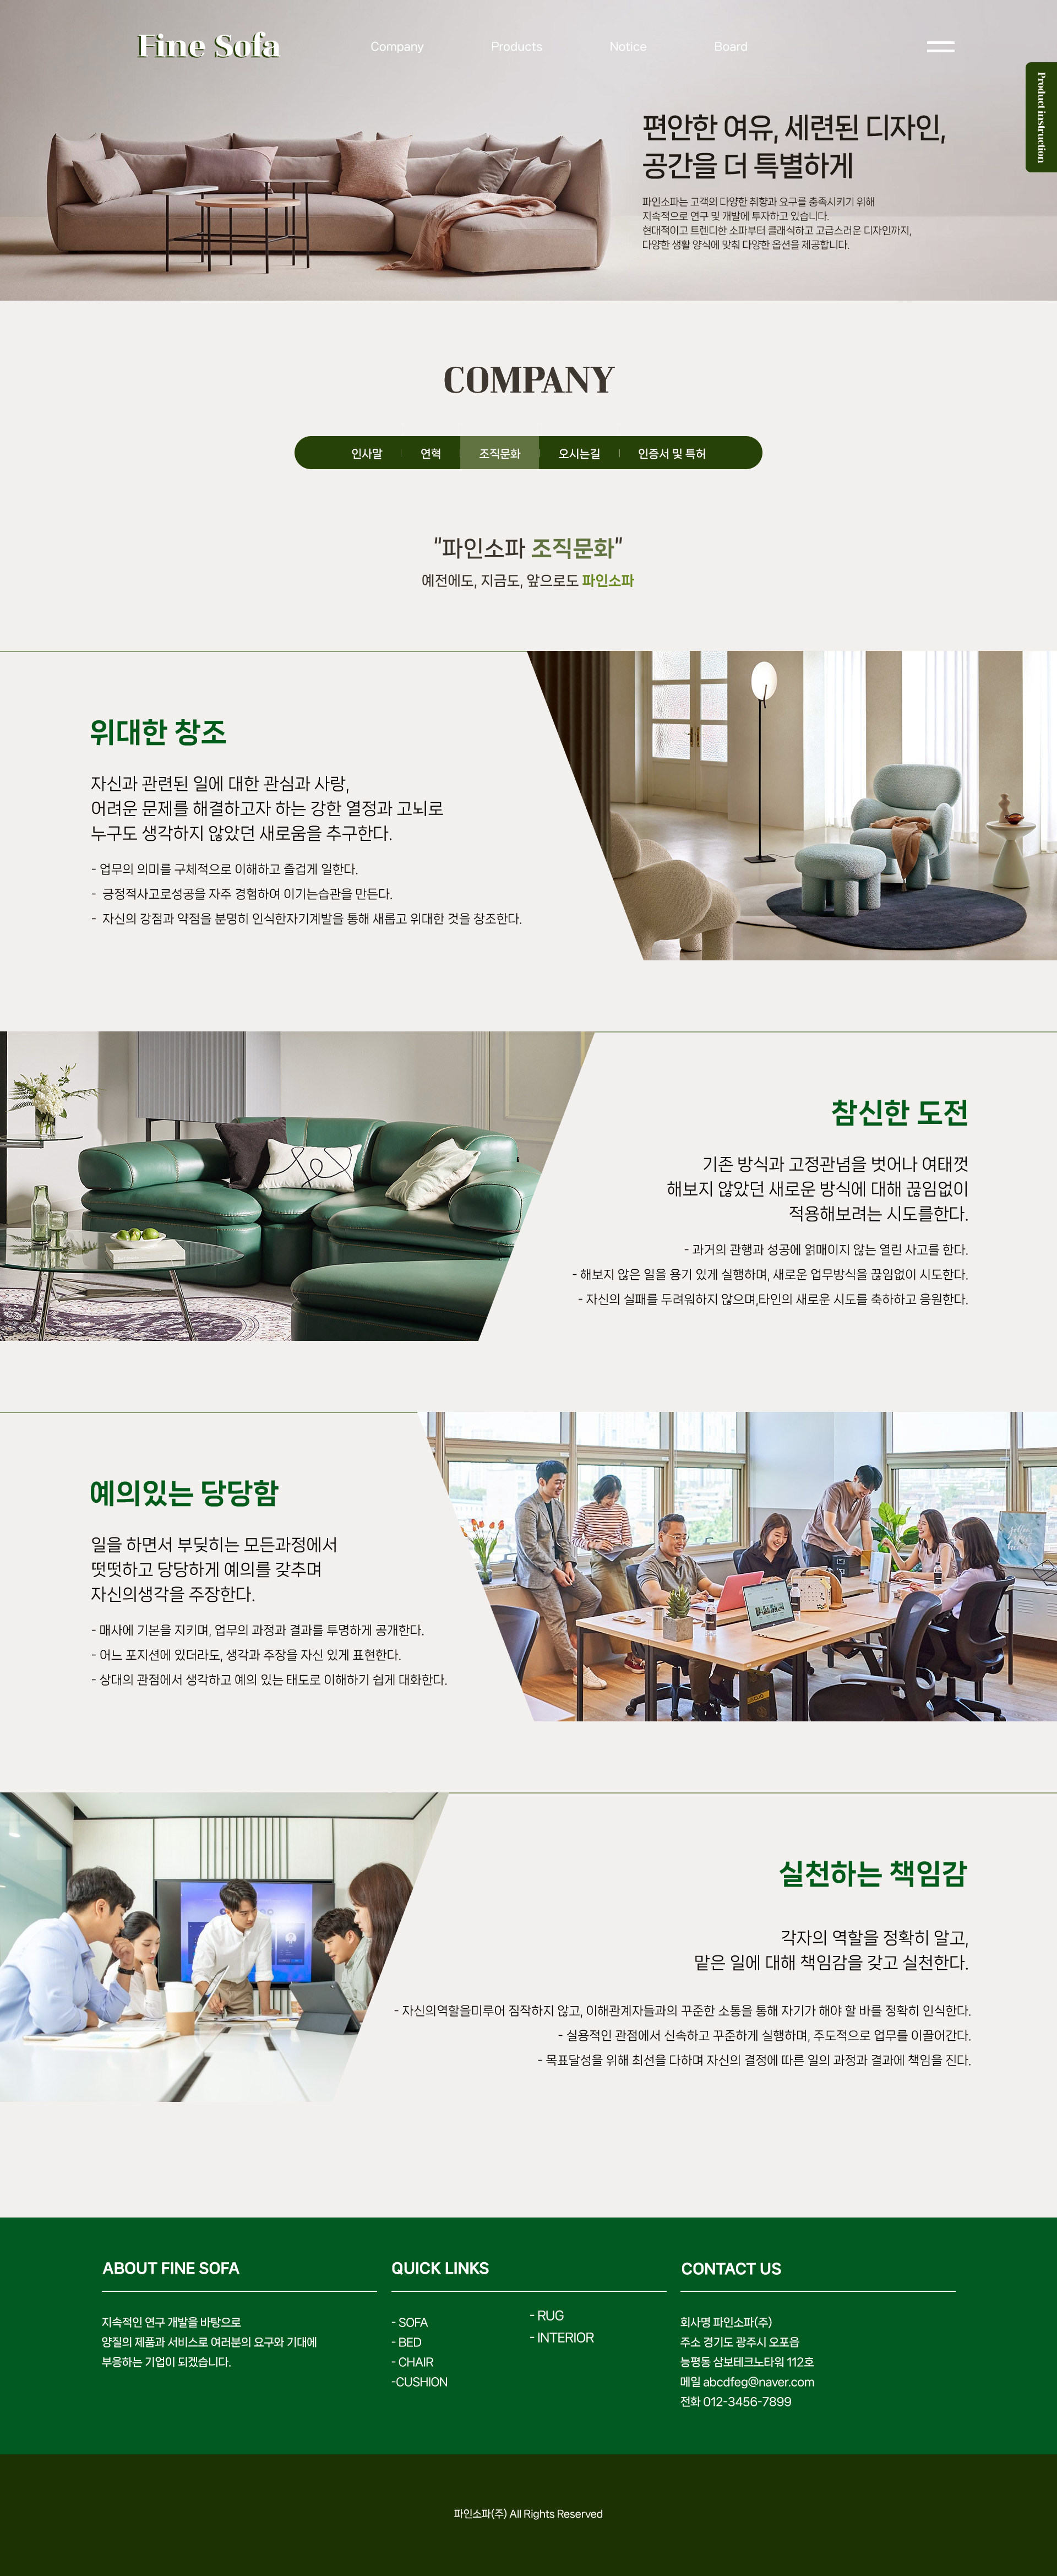 Fine Sofa
Company
Products
Notice
Board
Product instruction
편안한 여유, 세련된 디자인,
공간을 더 특별하게
파인소파는 고객의 다양한 취향과 요구를 충족시키기 위해
지속적으로 연구 및 개발에 투자하고 있습니다.
현대적이고 트렌디한 소파부터 클래식하고 고급스러운 디자인까지,
다양한 생활 양식에 맞춰 다양한 옵션을 제공합니다.
COMPANY
인사말
연혁
조직문화
오시는길
인증서 및 특허
“파인소파 조직문화”
예전에도, 지금도, 앞으로도 파인소파
위대한 창조
자신과 관련된 일에 대한 관심과 사랑,
어려운 문제를 해결하고자 하는 강한 열정과 고뇌로
누구도 생각하지 않았던 새로움을 추구한다.
- 업무의 의미를 구체적으로 이해하고 즐겁게 일한다.
- 긍정적사고로성공을 자주 경험하여 이기는습관을 만든다.
- 자신의 강점과 약점을 분명히 인식한자기계발을 통해 새롭고 위대한 것을 창조한다.
참신한 도전
기존 방식과 고정관념을 벗어나 여태껏
해보지 않았던 새로운 방식에 대해 끊임없이
적용해보려는 시도를한다.
- 과거의 관행과 성공에 얽매이지 않는 열린 사고를 한다.
- 해보지 않은 일을 용기 있게 실행하며, 새로운 업무방식을 끊임없이 시도한다.
- 자신의 실패를 두려워하지 않으며,타인의 새로운 시도를 축하하고 응원한다.
예의있는 당당함
일을 하면서 부딪히는 모든과정에서
떳떳하고 당당하게 예의를 갖추며
자신의생각을 주장한다.
- 매사에 기본을 지키며, 업무의 과정과 결과를 투명하게 공개한다.
- 어느 포지션에 있더라도, 생각과 주장을 자신 있게 표현한다.
- 상대의 관점에서 생각하고 예의 있는 태도로 이해하기 쉽게 대화한다.
실천하는 책임감
각자의 역할을 정확히 알고,
맡은 일에 대해 책임감을 갖고 실천한다.
- 자신의역할을미루어 짐작하지 않고, 이해관계자들과의 꾸준한 소통을 통해 자기가 해야 할 바를 정확히 인식한다.
- 실용적인 관점에서 신속하고 꾸준하게 실행하며, 주도적으로 업무를 이끌어간다.
- 목표달성을 위해 최선을 다하며 자신의 결정에 따른 일의 과정과 결과에 책임을 진다.
ABOUT FINE SOFA
지속적인 연구 개발을 바탕으로
양질의 제품과 서비스로 여러분의 요구와 기대에
부응하는 기업이 되겠습니다.
QUICK LINKS
- SOFA
- BED
- CHAIR
-CUSHION
- RUG
- INTERIOR
CONTACT US
회사명 파인소파(주)
주소 경기도 광주시 오포읍
능평동 삼보테크노타워 112호
메일 abcdfeg@naver.com
전화 012-3456-7899
파인소파(주) All Rights Reserved